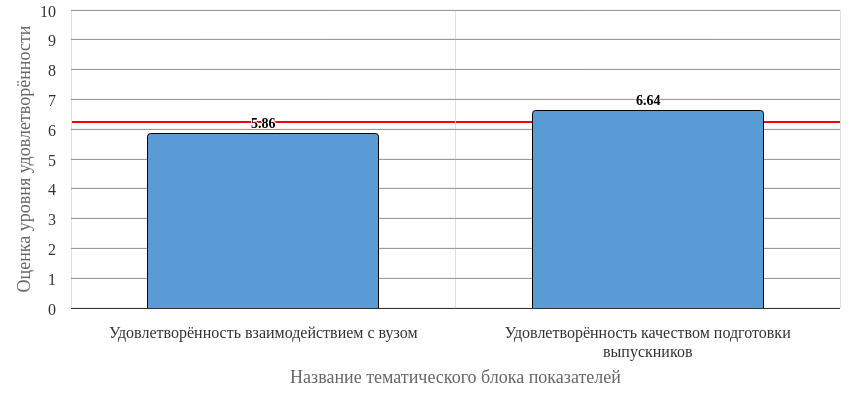 Оценка уровня удовлетворённости
10
9
8
7
6
5
4
3
2
1
0
5.86
6.64
Удовлетворённость взаимодействием с вузом
Удовлетворённость качеством подготовки
выпускников
Название тематического блока показателей